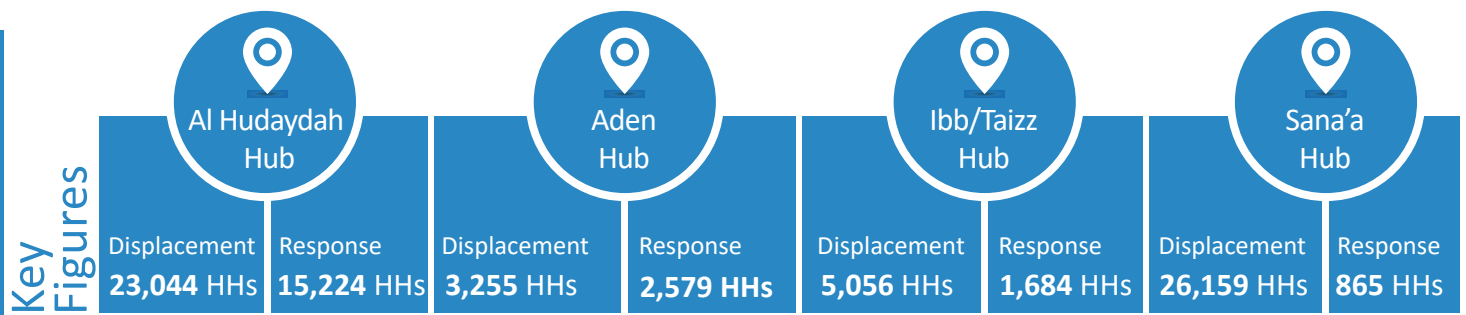 Key
Figures
Al Hudaydah
Hub
Displacement
23,044 HHs
Response
15,224 HHs
Aden
Hub
Displacement
3,255 HHs
Response
2,579 HHs
Ibb/Taizz
Hub
Displacement
5,056 HHs
Response
1,684 HHs
Sana’a
Hub
Displacement
26,159 HHs
Response
865 HHs